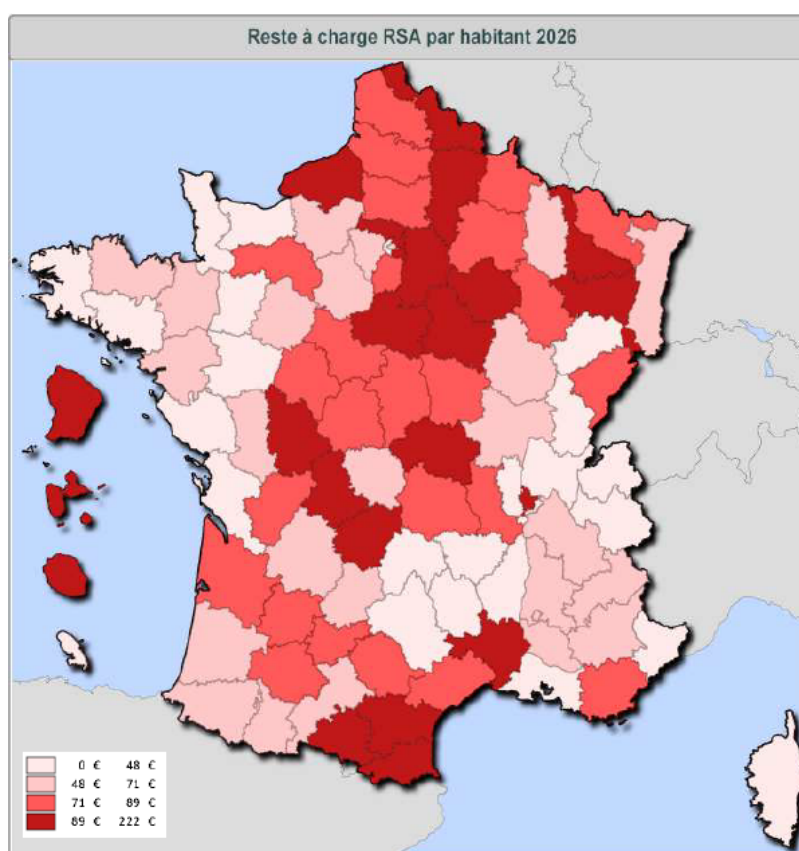 Reste à charge RSA par habitant 2026
0 € 48 €
48 € 71 €
71 € 89 €
89 € 222 €